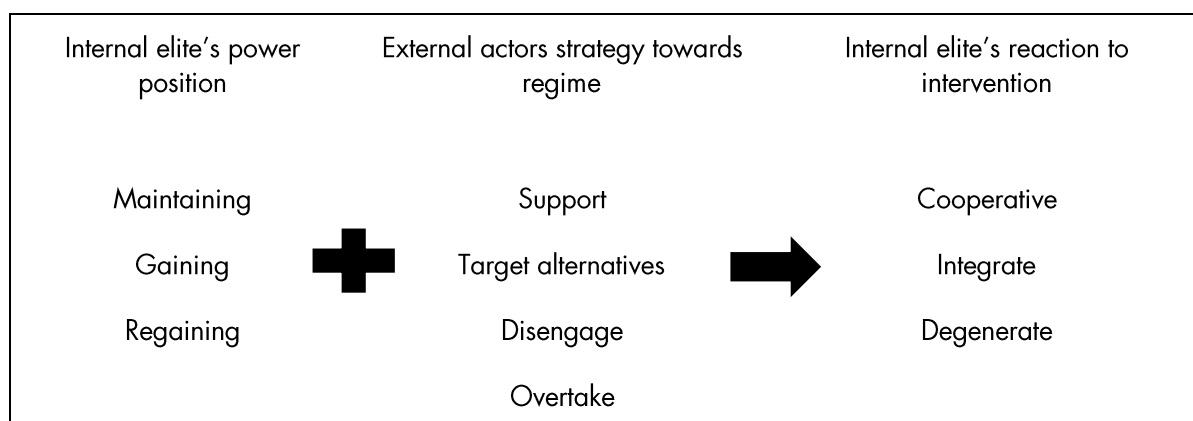 Internal elite's power
position
External actors strategy towards
regime
Internal elite's reaction to
intervention
Maintaining
Support
Cooperative
Gaining
Target alternatives
Integrate
Regaining
Disengage
Degenerate
Overtake